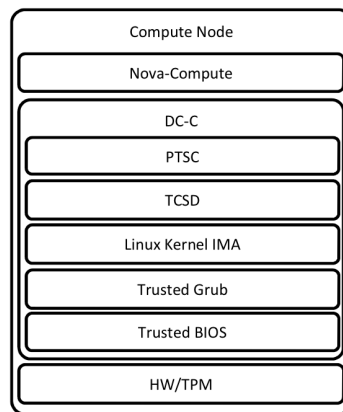 Compute Node
Nova-Compute
DC-C
PTSC
TCSD
Linux Kernel IMA
Trusted Grub
Trusted BIOS
HW/TPM